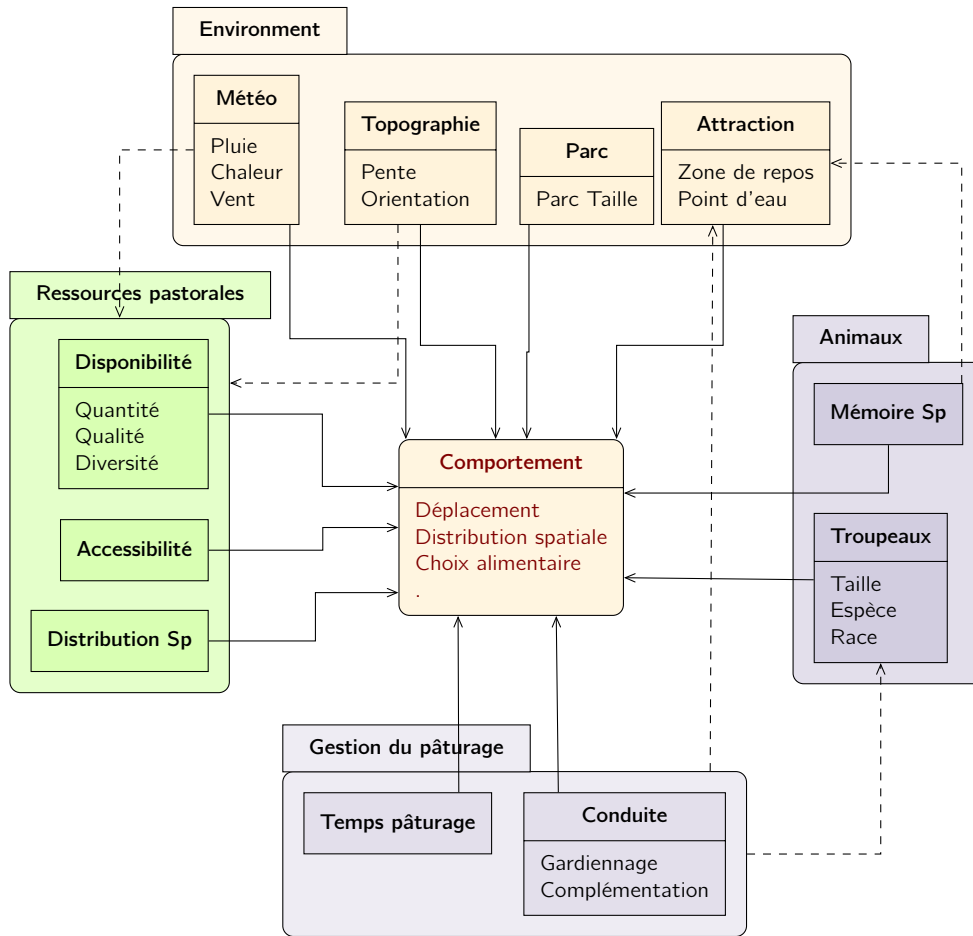 Environment
Météo
Pluie
Chaleur
Vent
Topographie
Pente
Orientation
Parc
Parc Taille
Attraction
Zone de repos
Point d'eau
Ressources pastorales
Disponibilité
Quantité
Qualité
Diversité
Accessibilité
Distribution Sp
Comportement
Déplacement
Distribution spatiale
Choix alimentaire
.
Animaux
Mémoire Sp
Troupeaux
Taille
Espèce
Race
Gestion du pâturage
Temps pâturage
Conduite
Gardiennage
Complémentation